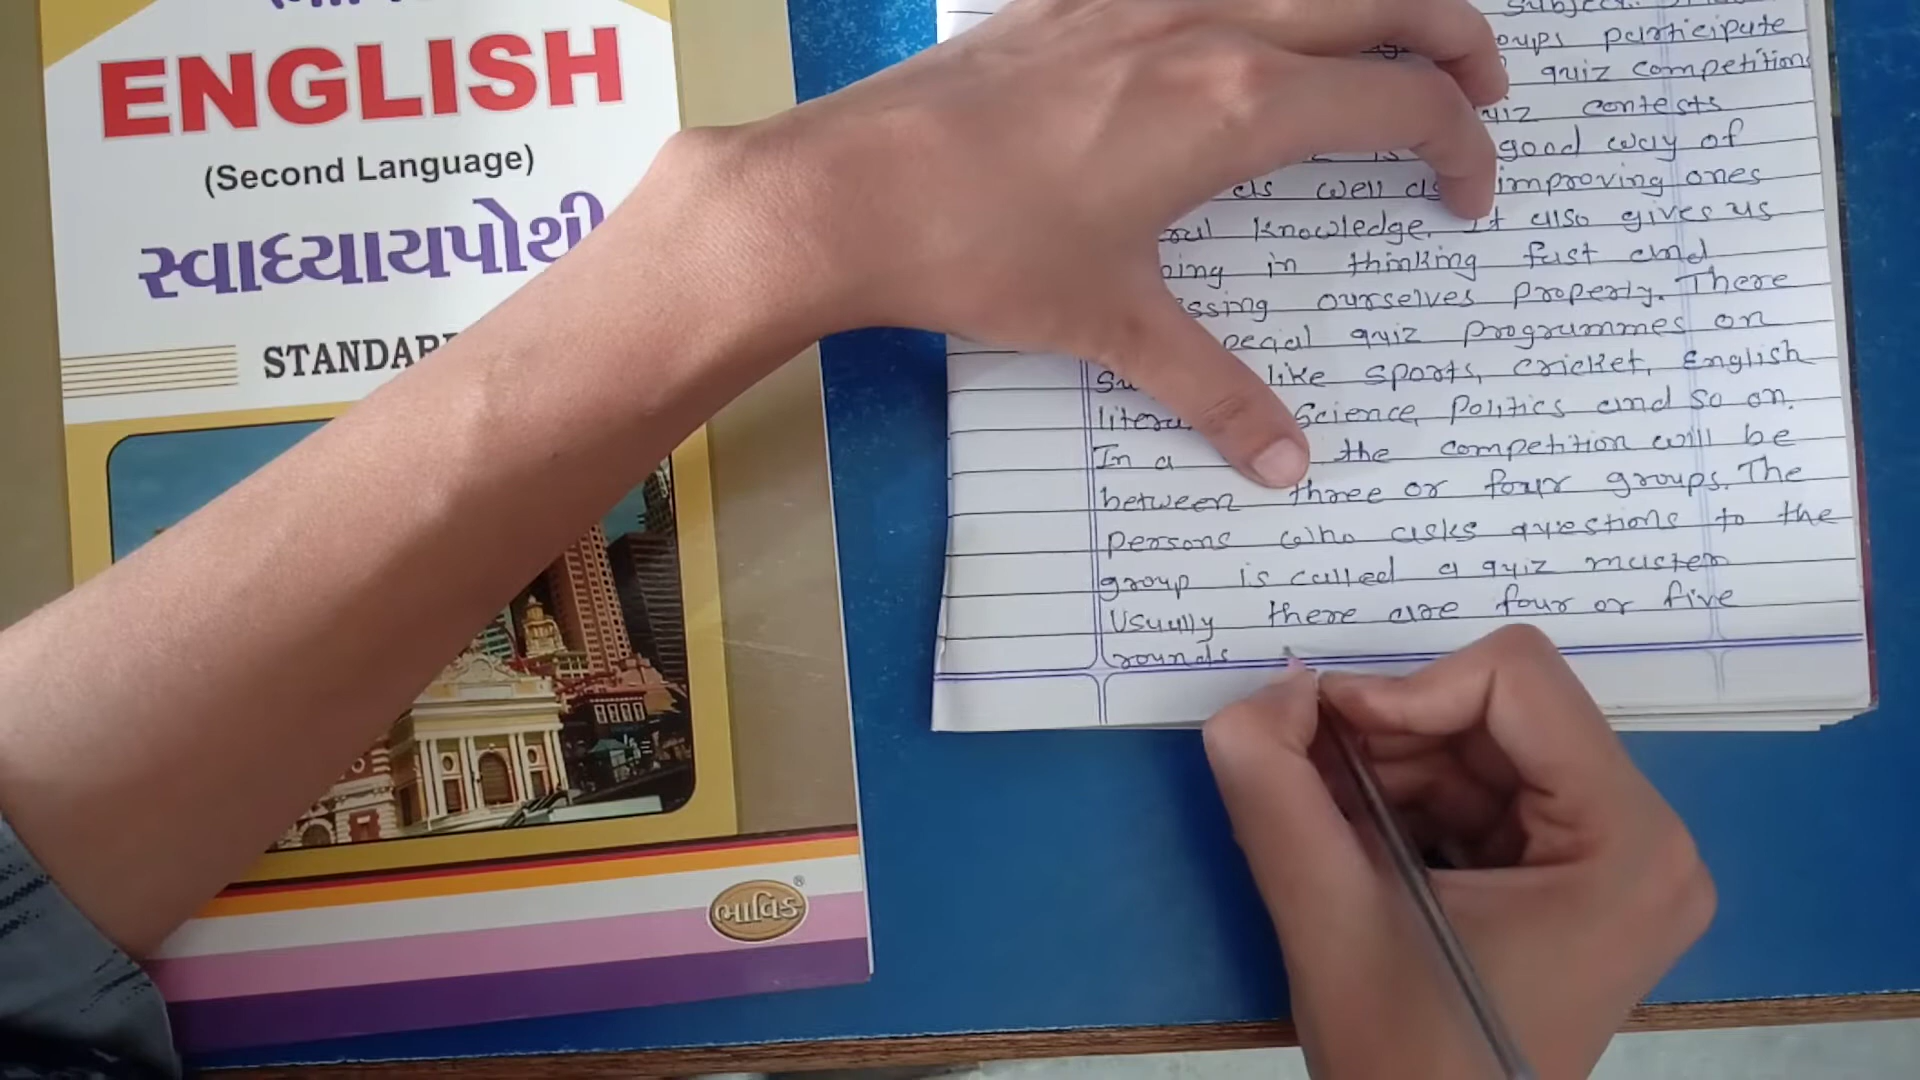 ENGLISH
(Second Language)
સ્વાધ્યાયપોથી
ભાવિક
participate
quiz competitions
contests
good way of
as well as improving ones
knowledge. It also gives us
in thinking fast and
ourselves properly. There
quiz programmes on
like sports, cricket, English
Science, Politics and so on.
In a the competition will be
between three or four groups. The
persons who asks questions to the
group is called a quiz master
Usually there are four or five
rounds